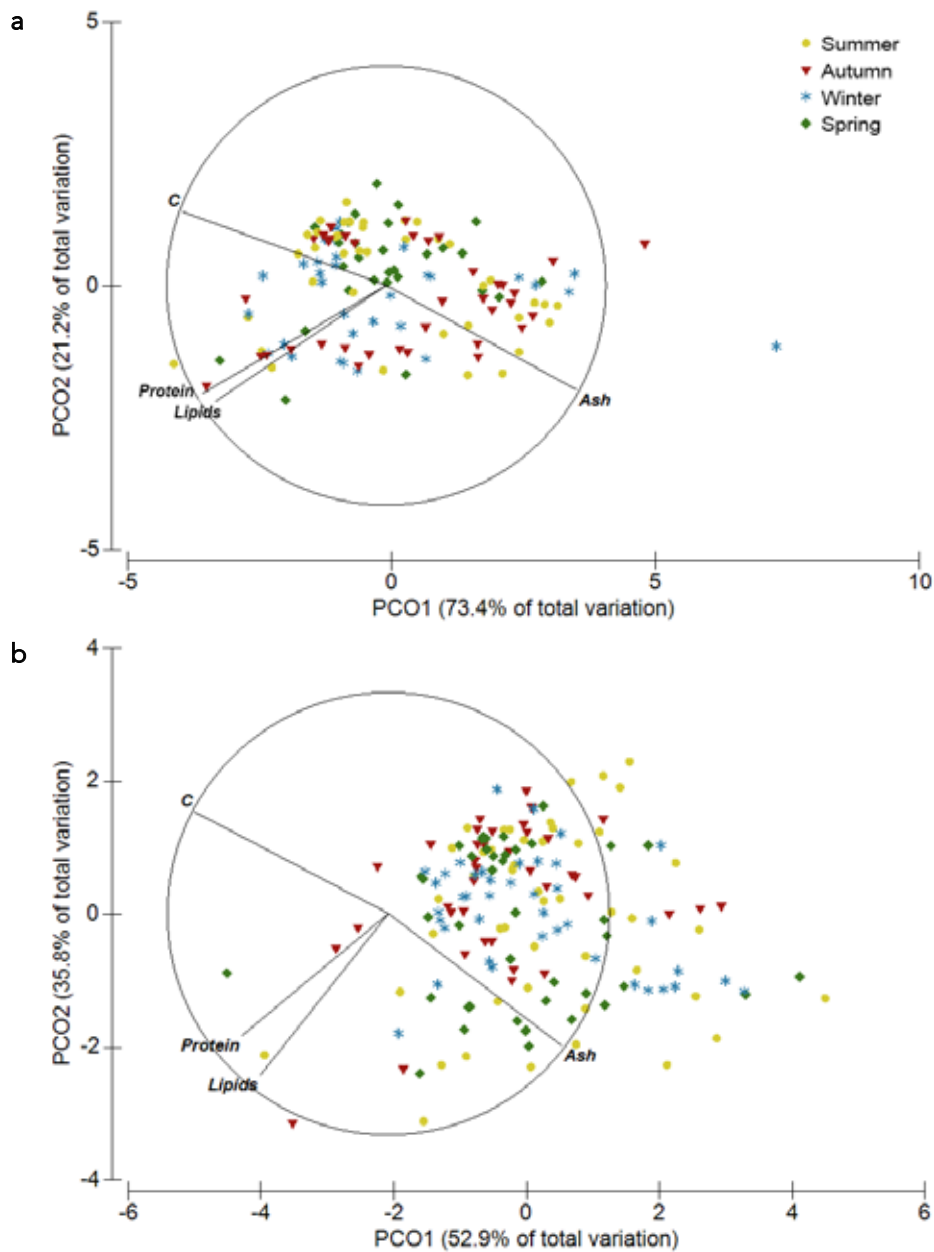 a
5
Summer
Autumn
Winter
Spring
C
PCO2 (21.2% of total variation)
0
Protein
Lipids
Ash
-5
-5 0 5 10
PCO1 (73.4% of total variation)
b
4
2
C
PCO2 (35.8% of total variation)
0
Protein
Ash
-2
Lipids
-4
-6 -4 -2 0 2 4 6
PCO1 (52.9% of total variation)